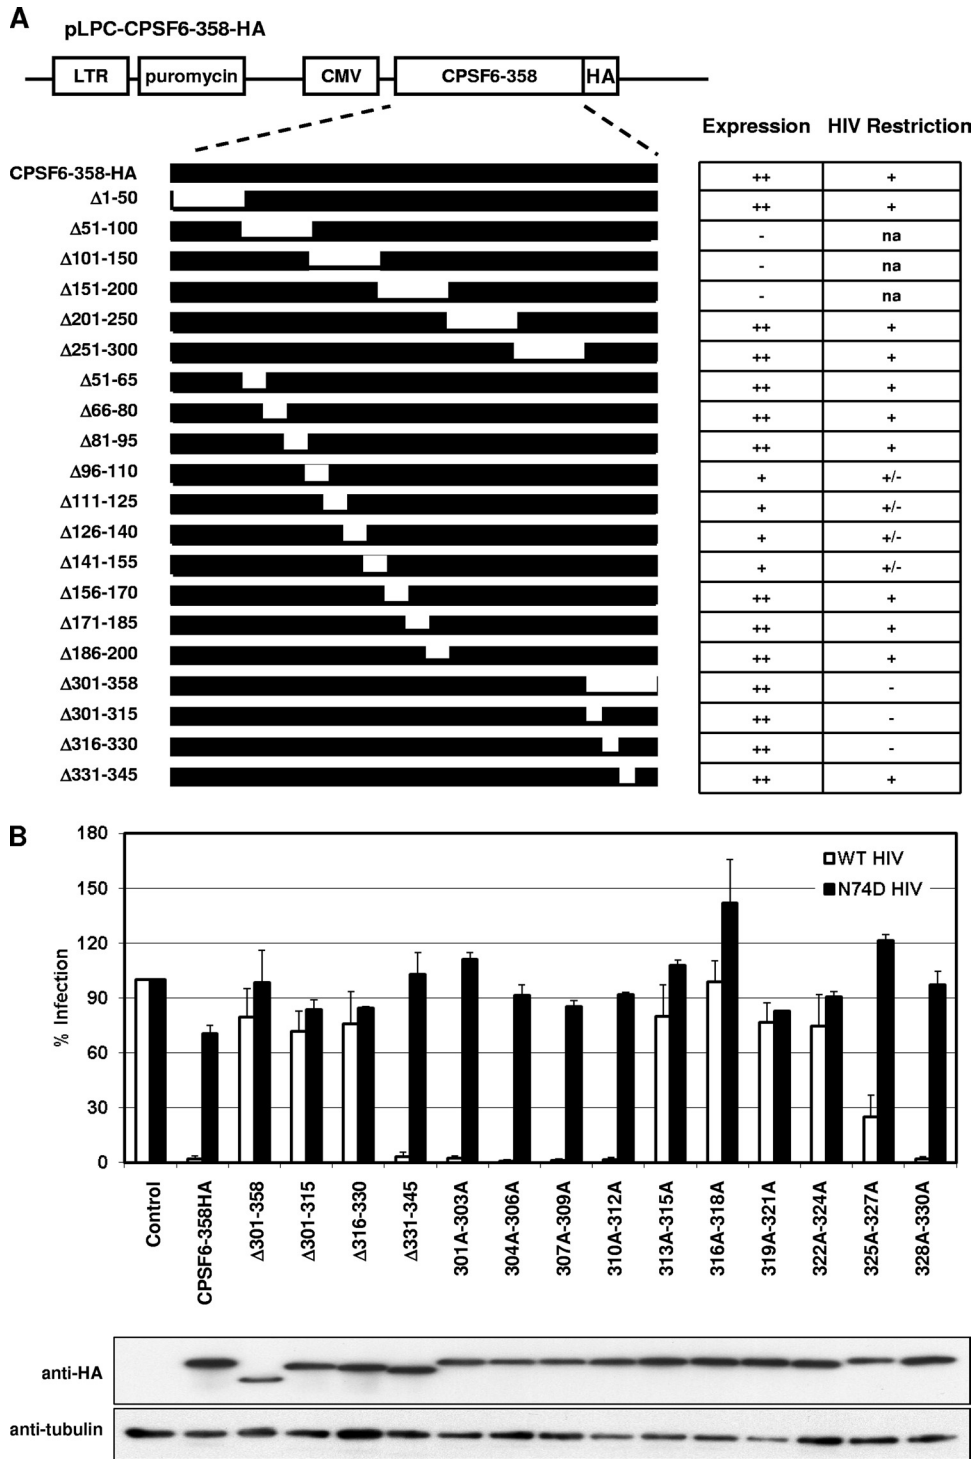 A
pLPC-CPSF6-358-HA
LTR puromycin CMV CPSF6-358 HA
Expression HIV Restriction
CPSF6-358-HA ++ +
Δ1-50 ++ +
Δ51-100 - na
Δ101-150 - na
Δ151-200 - na
Δ201-250 ++ +
Δ251-300 ++ +
Δ51-65 ++ +
Δ66-80 ++ +
Δ81-95 ++ +
Δ96-110 + +/-
Δ111-125 + +/-
Δ126-140 + +/-
Δ141-155 + +/-
Δ156-170 ++ +
Δ171-185 ++ +
Δ186-200 ++ +
Δ301-358 ++ -
Δ301-315 ++ -
Δ316-330 ++ -
Δ331-345 ++ +
B
% Infection
180
150
120
90
60
30
0
WT HIV
N74D HIV
Control
CPSF6-358HA
Δ301-358
Δ301-315
Δ316-330
Δ331-345
301A-303A
304A-306A
307A-309A
310A-312A
313A-315A
316A-318A
319A-321A
322A-324A
325A-327A
328A-330A
anti-HA
anti-tubulin